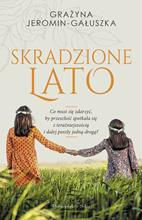 GRAŻYNA
JEROMIN-GAŁUSZKA
SKRADZIONE
LATO
Co musi się zdarzyć,
by przeszłość spotkała się
z teraźniejszością
i dalej poszły jedną drogą?